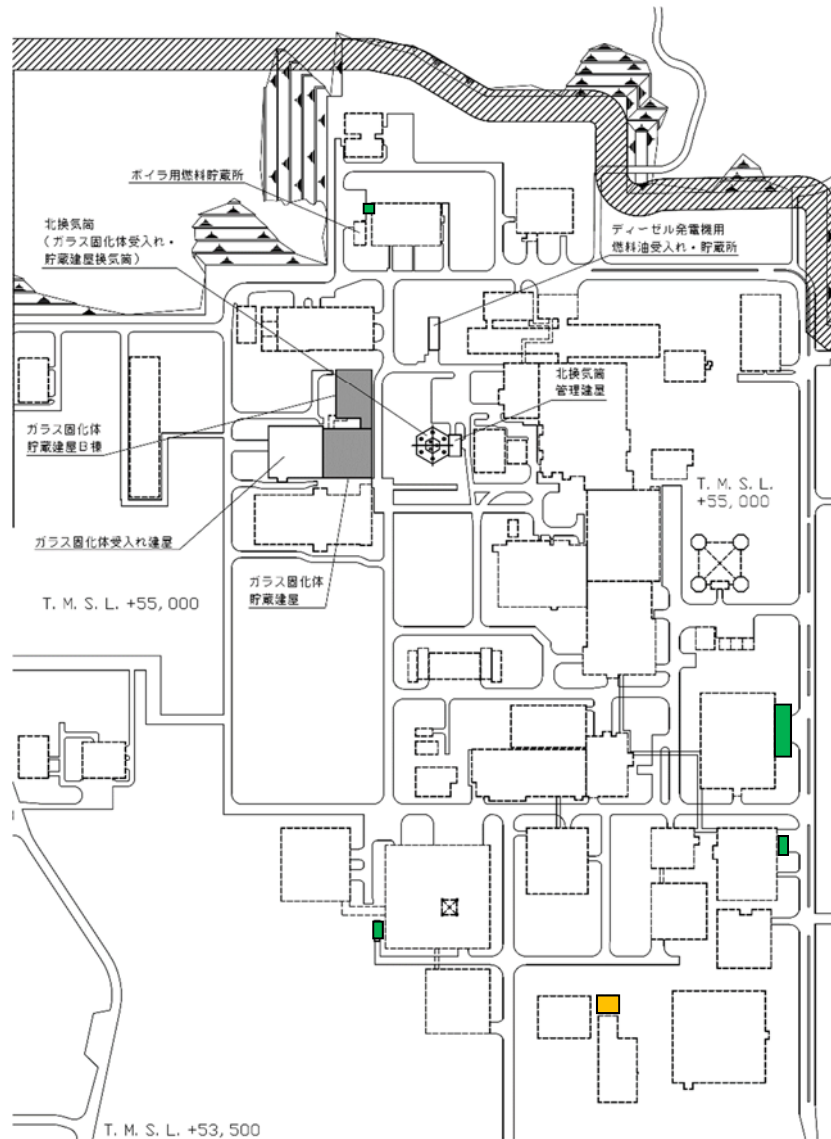 ボイラ用燃料貯蔵所
北換気筒
(ガラス固化体受入れ・
貯蔵建屋換気筒)
ディーゼル発電機用
燃料油受入れ・貯蔵所
北換気筒
管理建屋
ガラス固化体
貯蔵建屋B棟
T. M. S. L.
+55,000
ガラス固化体受入れ建屋
ガラス固化体
貯蔵建屋
T. M. S. L. +55,000
T. M. S. L. +53,500